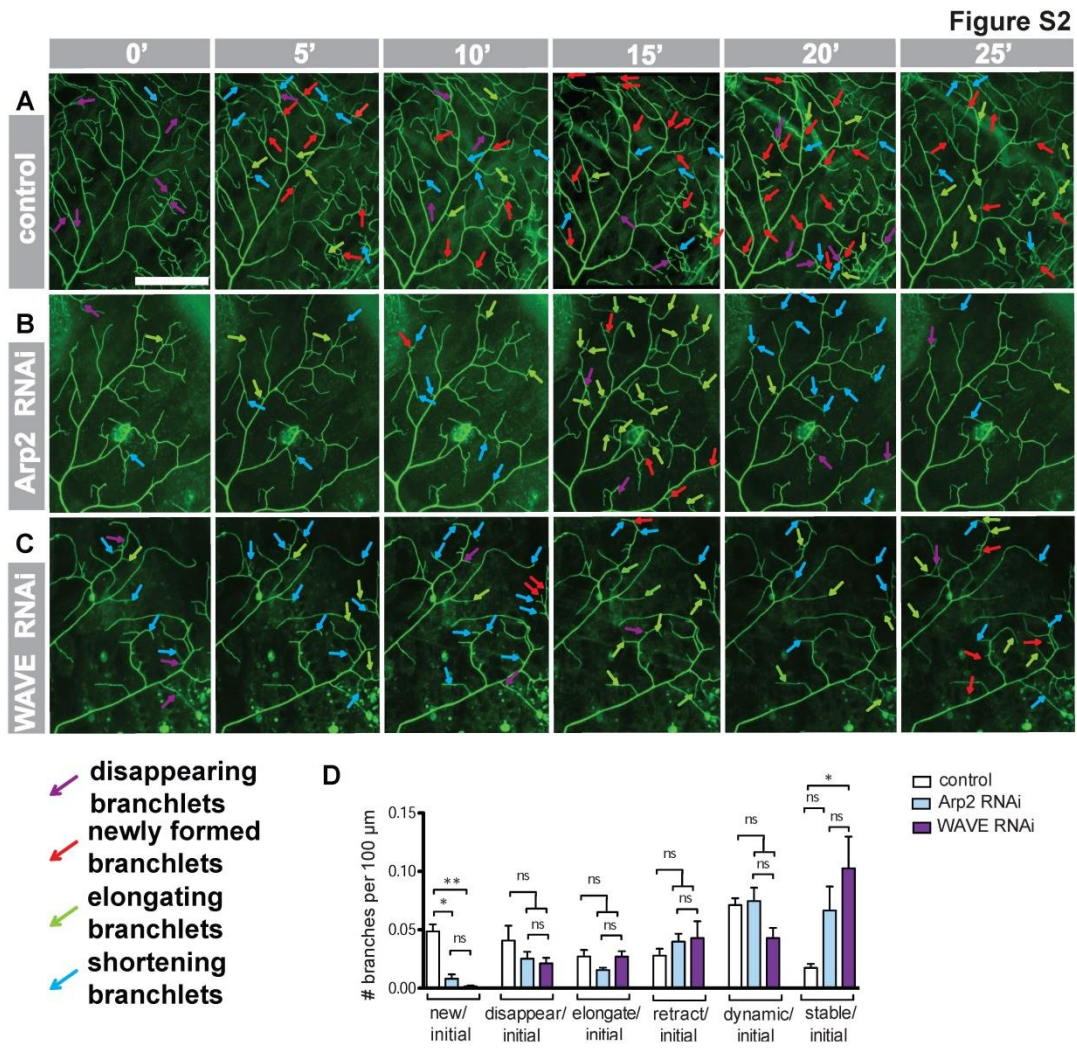 Figure S2
0' 5' 10' 15' 20' 25'
A
control
B
Arp2 RNAi
C
WAVE RNAi
disappearing
branchlets
newly formed
branchlets
elongating
branchlets
shortening
branchlets
D
control
Arp2 RNAi
WAVE RNAi
# branches per 100 µm
0.15
0.10
0.05
0.00
** * ns
ns ns
ns ns
ns ns
ns ns
* ns ns
new/ disappear/ elongate/ retract/ dynamic/ stable/
initial initial initial initial initial initial